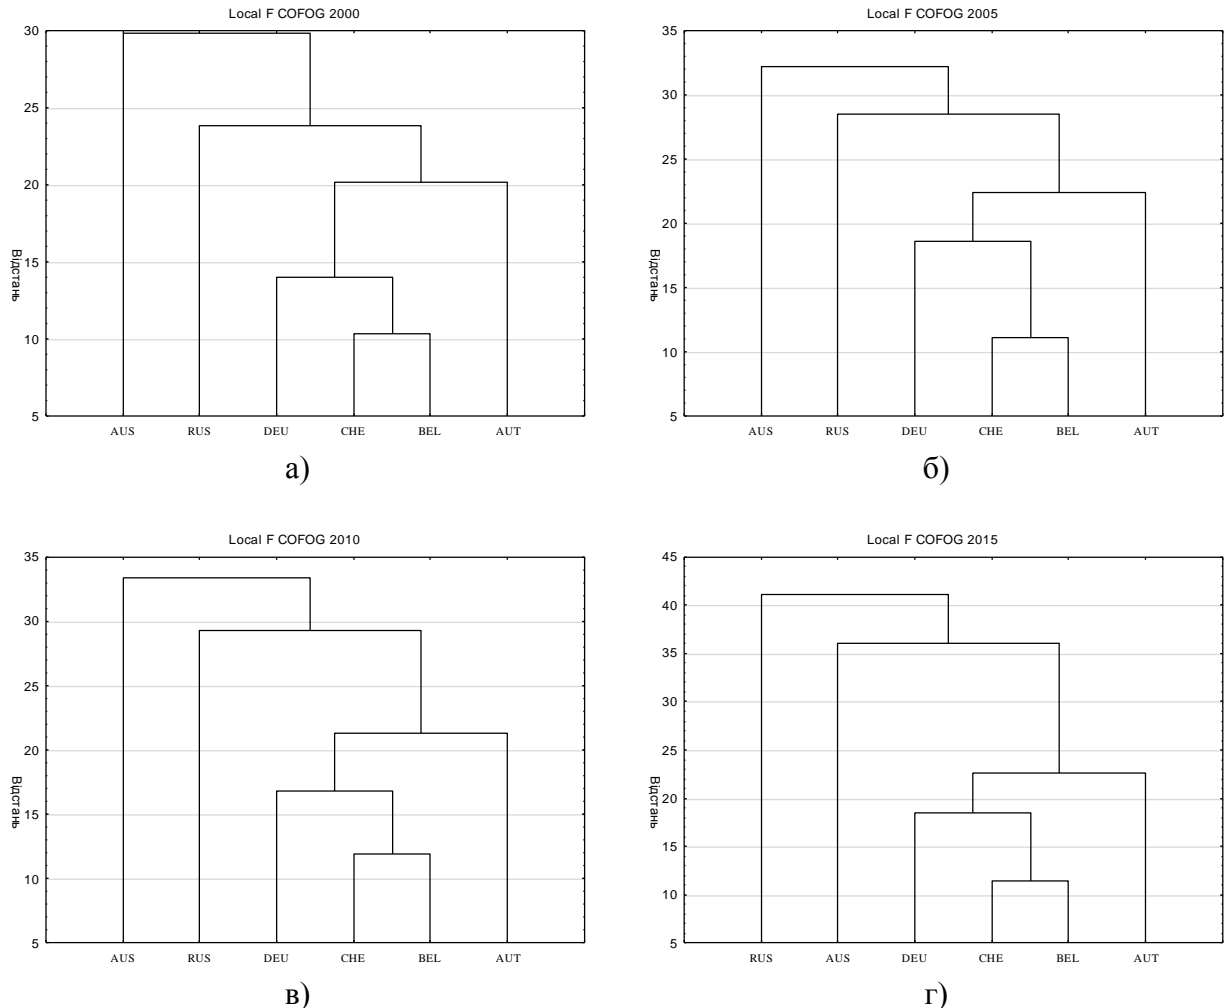 Local F COFOG 2000
30
25
20
15
10
5
Відстань
AUS RUS DEU CHE BEL AUT
а)
Local F COFOG 2005
35
30
25
20
15
10
5
Відстань
AUS RUS DEU CHE BEL AUT
б)
Local F COFOG 2010
35
30
25
20
15
10
5
Відстань
AUS RUS DEU CHE BEL AUT
в)
Local F COFOG 2015
45
40
35
30
25
20
15
10
5
Відстань
RUS AUS DEU CHE BEL AUT
г)